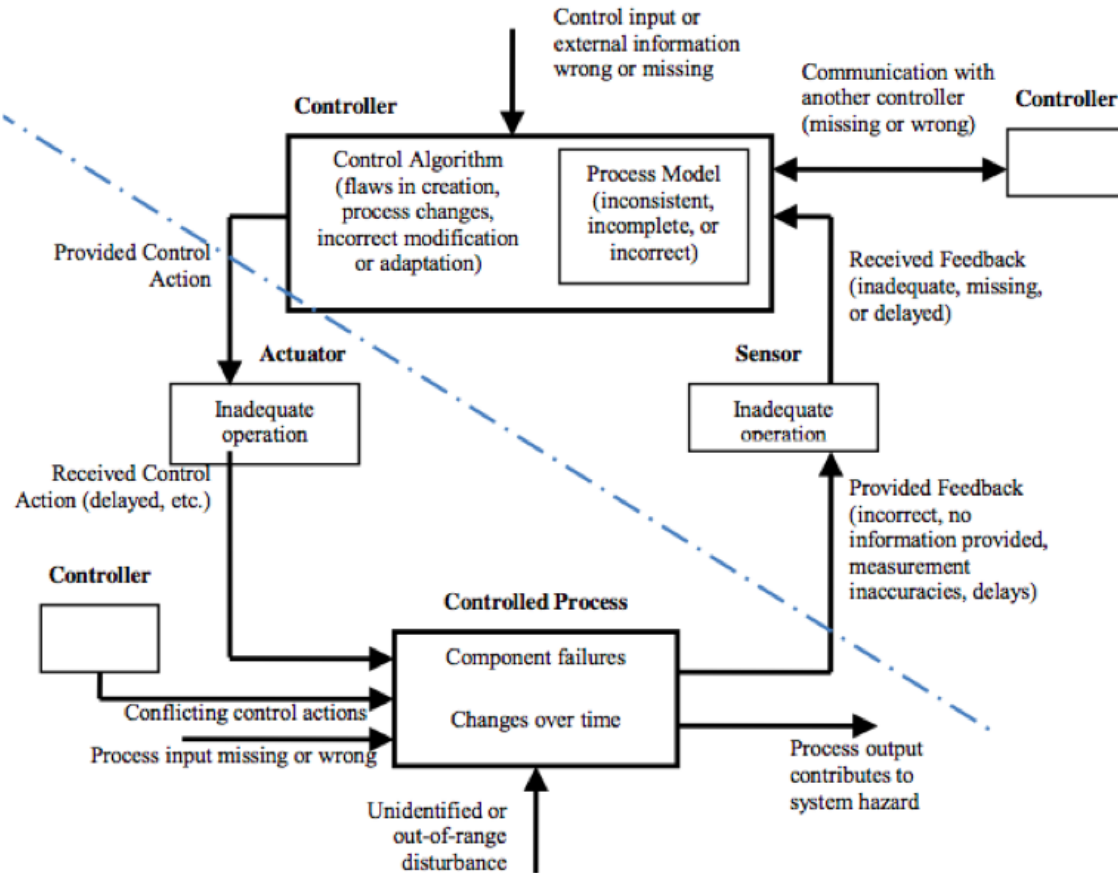 Control input or
external information
wrong or missing
Communication with
another controller
(missing or wrong)
Controller
Controller
Control Algorithm
(flaws in creation,
process changes,
incorrect modification
or adaptation)
Process Model
(inconsistent,
incomplete, or
incorrect)
Provided Control
Action
Received Feedback
(inadequate, missing,
or delayed)
Actuator
Sensor
Inadequate
operation
Inadequate
operation
Received Control
Action (delayed, etc.)
Provided Feedback
(incorrect, no
information provided,
measurement
inaccuracies, delays)
Controller
Controlled Process
Component failures
Changes over time
Conflicting control actions
Process input missing or wrong
Process output
contributes to
system hazard
Unidentified or
out-of-range
disturbance